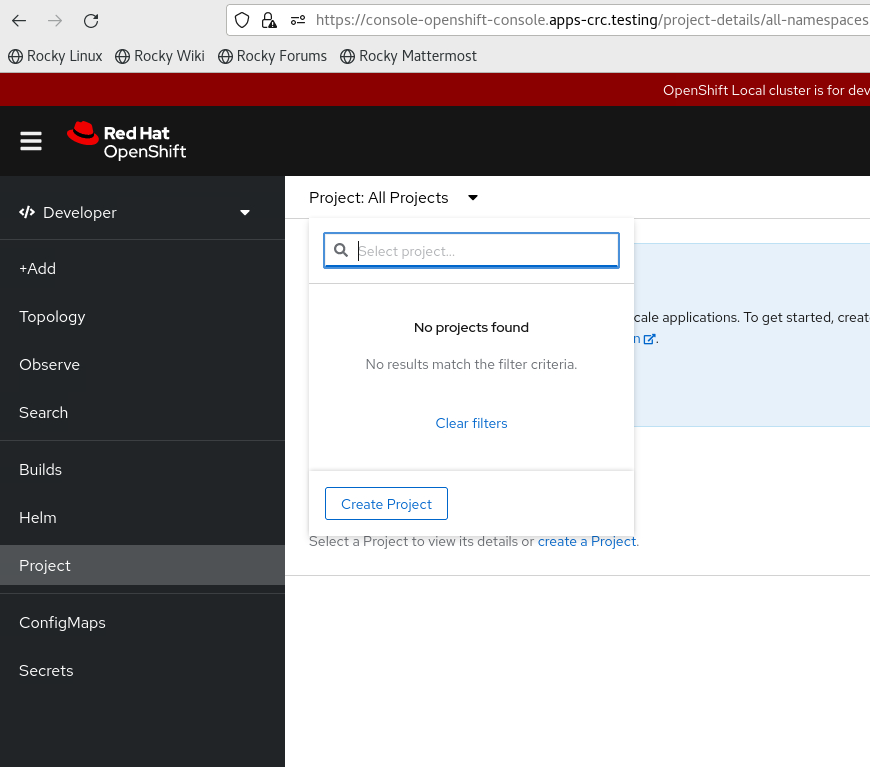 https://console-openshift-console.apps-crc.testing/project-details/all-namespaces
Rocky Linux Rocky Wiki Rocky Forums Rocky Mattermost
OpenShift Local cluster is for dev
Red Hat
OpenShift
Developer
Project: All Projects
Select project...
+Add
Topology
Observe
Search
Builds
Helm
Project
ConfigMaps
Secrets
No projects found
No results match the filter criteria.
Clear filters
Create Project
cale applications. To get started, creat
n.
Select a Project to view its details or create a Project.